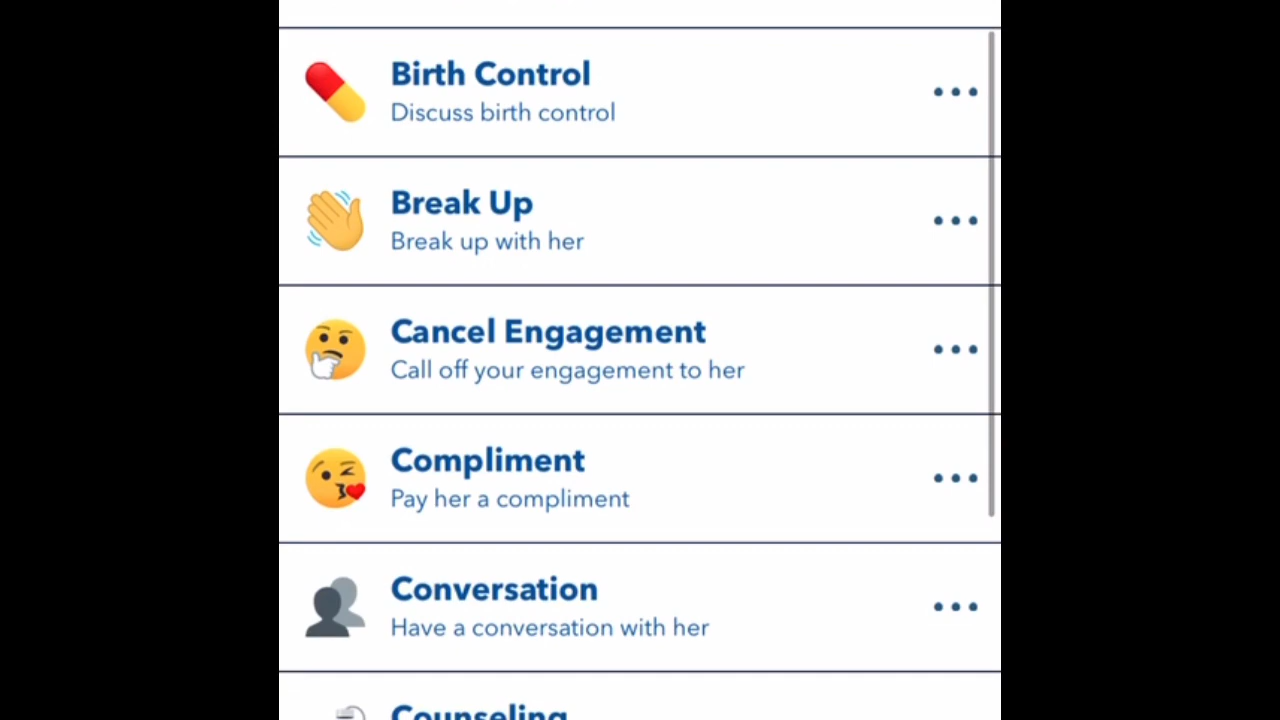 Birth Control
Discuss birth control
Break Up
Break up with her
Cancel Engagement
Call off your engagement to her
Compliment
Pay her a compliment
Conversation
Have a conversation with her
Counseling